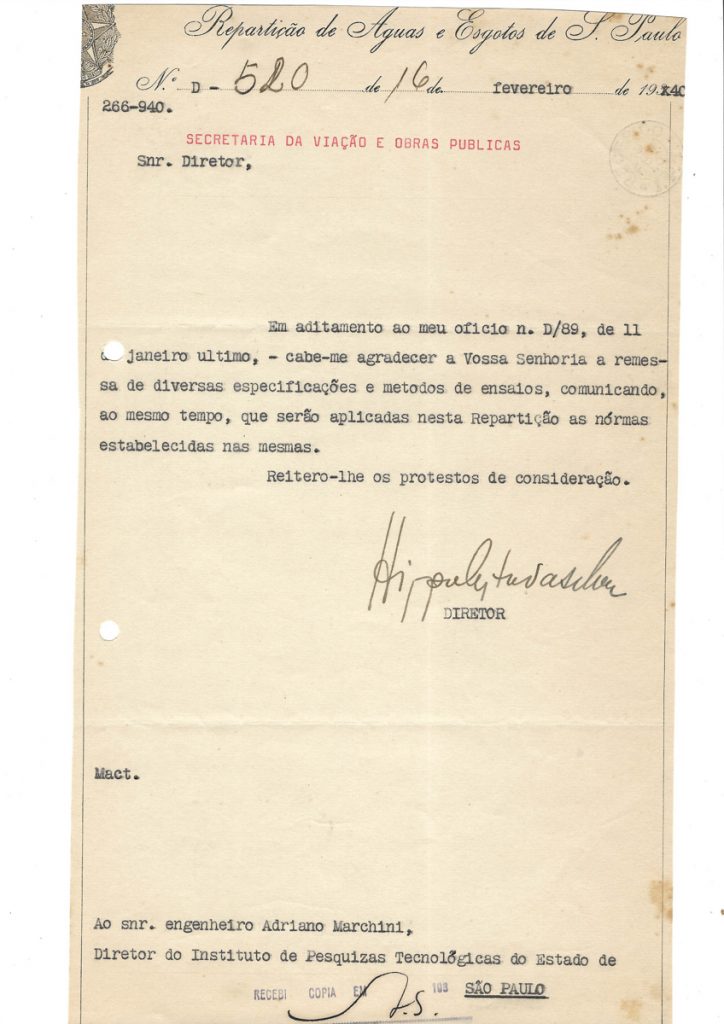 Repartição de Aguas e Esgotos de S. Paulo
N.º D - 520 de 16 de fevereiro de 1940
266-940.
SECRETARIA DA VIAÇÃO E OBRAS PUBLICAS
Snr. Diretor,
Em aditamento ao meu oficio n. D/89, de 11
de janeiro ultimo, - cabe-me agradecer a Vossa Senhoria a remes-
sa de diversas especificações e metodos de ensaios, comunicando,
ao mesmo tempo, que serão aplicadas nesta Repartição as nórmas
estabelecidas nas mesmas.
Reitero-lhe os protestos de consideração.
DIRETOR
Mact.
Ao snr. engenheiro Adriano Marchini,
Diretor do Instituto de Pesquizas Tecnológicas do Estado de
SÃO PAULO
RECEBI COPIA EM 193